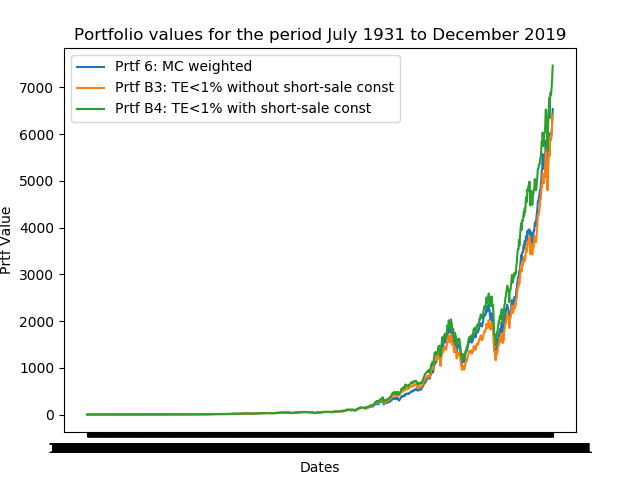 Portfolio values for the period July 1931 to December 2019
Prtf 6: MC weighted
Prtf B3: TE<1% without short-sale const
Prtf B4: TE<1% with short-sale const
7000
6000
5000
4000
3000
2000
1000
0
Prtf Value
Dates